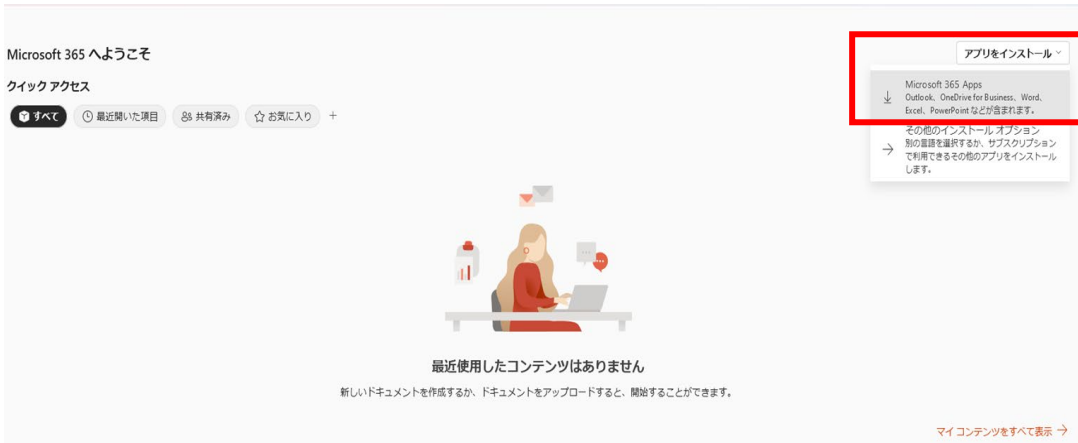 Microsoft 365 へようこそ
アプリをインストール
クイック アクセス
すべて
最近開いた項目
共有済み
お気に入り
+
Microsoft 365 Apps
Outlook、OneDrive for Business、Word、
Excel、PowerPoint などが含まれます。
その他のインストール オプション
別の言語を選択するか、サブスクリプション
で利用できるその他のアプリをインストール
します。
最近使用したコンテンツはありません
新しいドキュメントを作成するか、ドキュメントをアップロードすると、開始することができます。
マイ コンテンツをすべて表示